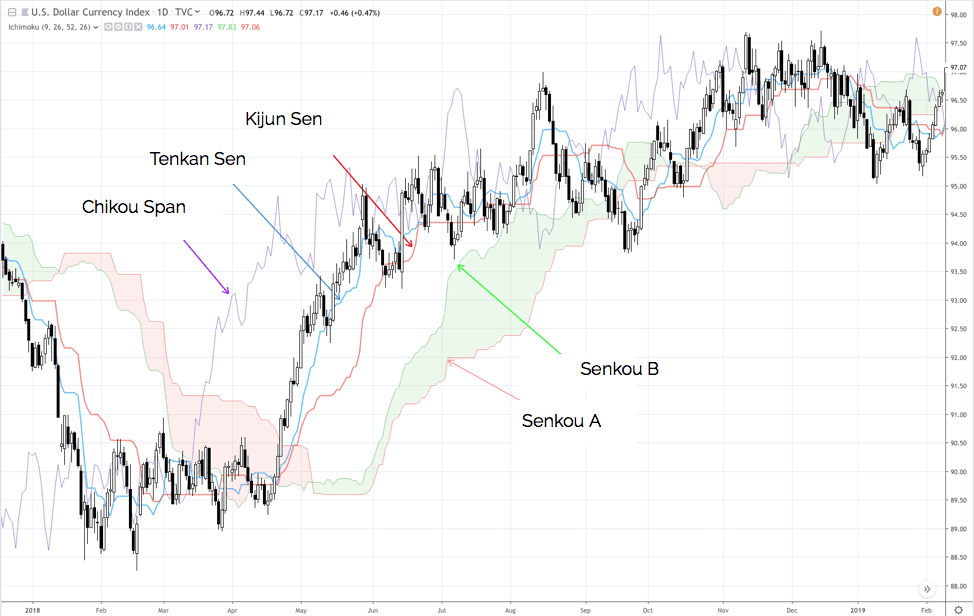 U.S. Dollar Currency Index · 1D · TVC O96.72 H97.44 L96.72 C97.17 +0.46 (+0.47%)
Ichimoku (9, 26, 52, 26) 96.64 97.01 97.17 97.83 97.06
98.00
97.50
97.07
97.00
96.50
96.00
95.50
95.00
94.50
94.00
93.50
93.00
92.50
92.00
91.50
91.00
90.50
90.00
89.50
89.00
88.50
88.00
Kijun Sen
Tenkan Sen
Chikou Span
Senkou B
Senkou A
2018 Feb Mar Apr May Jun Jul Aug Sep Oct Nov Dec 2019 Feb